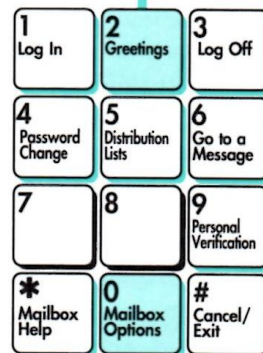 1
Log In
2
Greetings
3
Log Off
4
Password
Change
5
Distribution
Lists
6
Go to a
Message
7
8
9
Personal
Verification
*
Mailbox
Help
0
Mailbox
Options
#
Cancel/
Exit